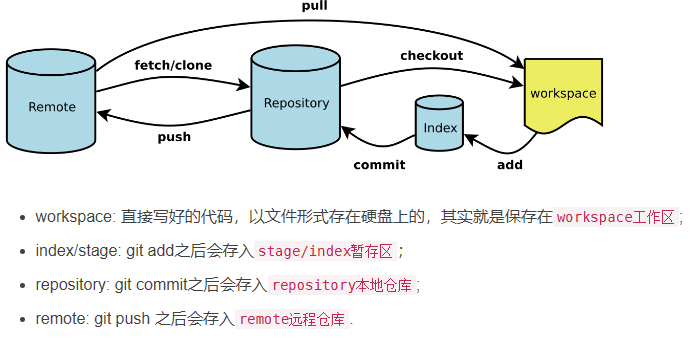 pull
fetch/clone
checkout
Remote
Repository
workspace
Index
push
commit
add
workspace: 直接写好的代码，以文件形式存在硬盘上的，其实就是保存在workspace工作区;
index/stage: git add之后会存入stage/index暂存区；
repository: git commit之后会存入repository本地仓库;
remote: git push 之后会存入remote远程仓库.